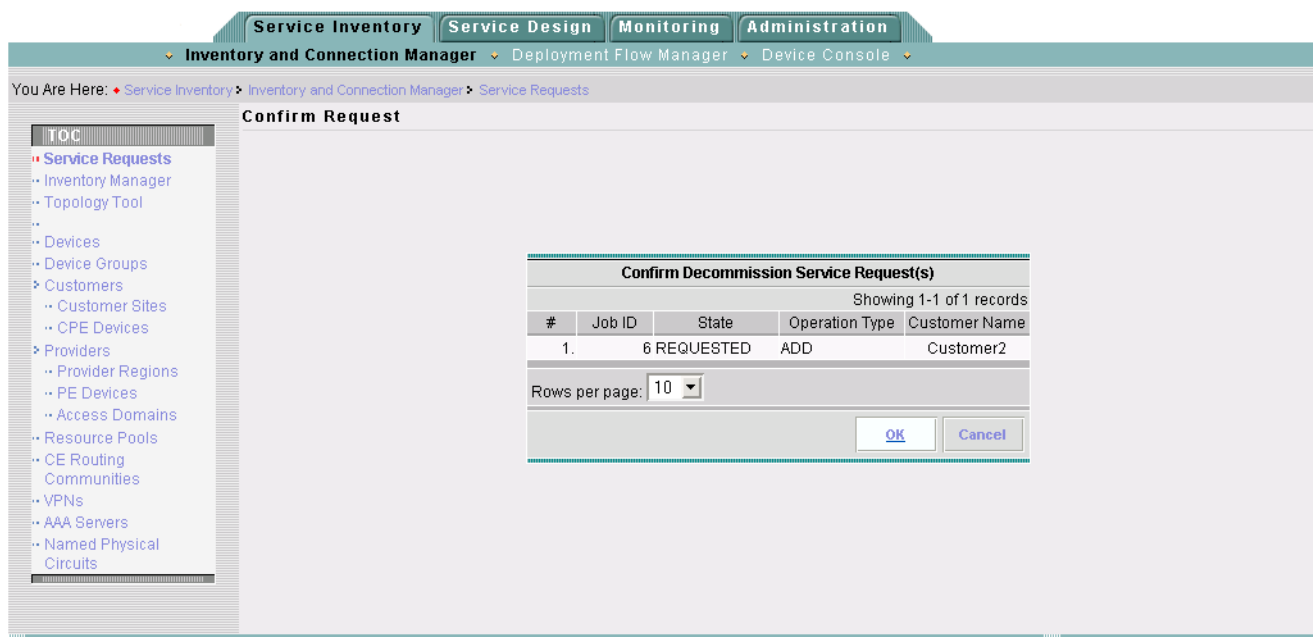 Service Inventory Service Design Monitoring Administration
Inventory and Connection Manager Deployment Flow Manager Device Console
You Are Here: Service Inventory Inventory and Connection Manager Service Requests
Confirm Request
TOC
Service Requests
Inventory Manager
Topology Tool
Devices
Device Groups
Customers
Customer Sites
CPE Devices
Providers
Provider Regions
PE Devices
Access Domains
Resource Pools
CE Routing
Communities
VPNs
AAA Servers
Named Physical
Circuits
Confirm Decommission Service Request(s)
Showing 1-1 of 1 records
# Job ID State Operation Type Customer Name
1. 6 REQUESTED ADD Customer2
Rows per page: 10
OK Cancel